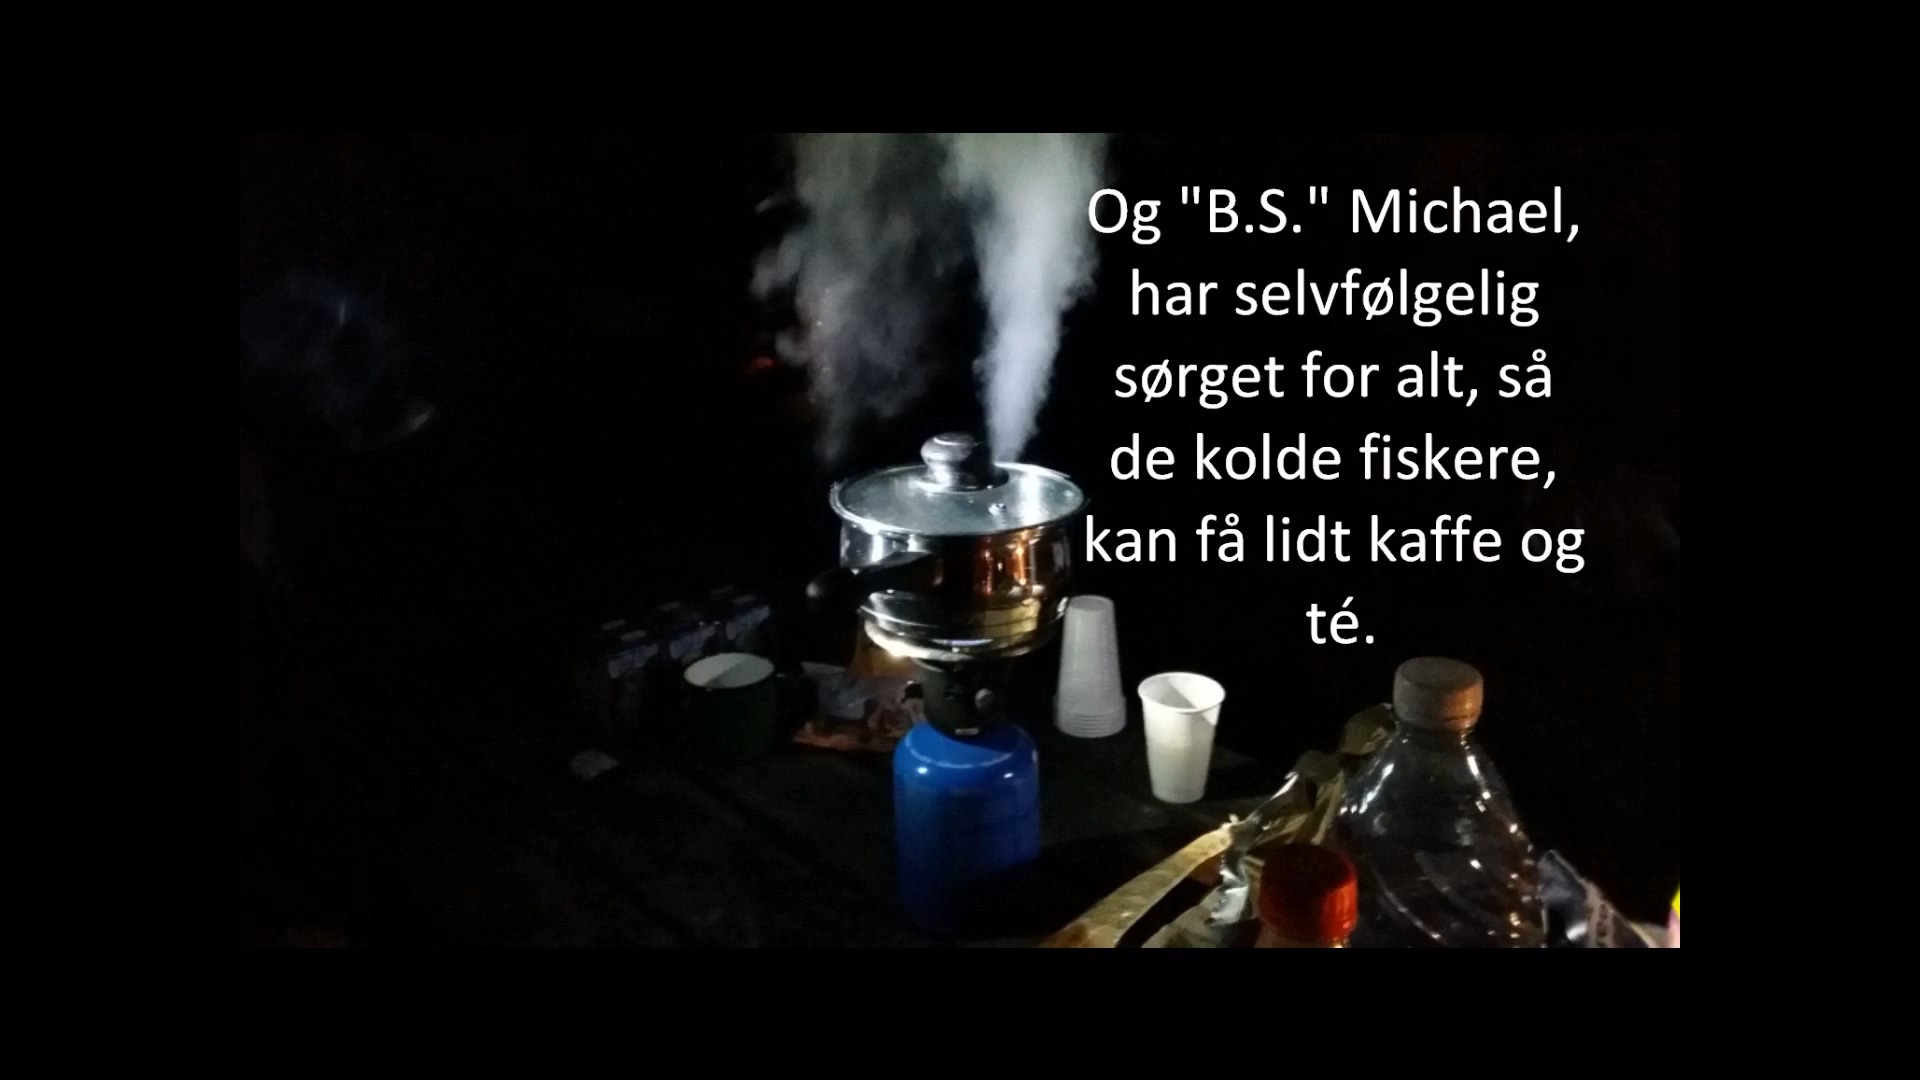 Og "B.S." Michael,
har selvfølgelig
sørget for alt, så
de kolde fiskere,
kan få lidt kaffe og
té.